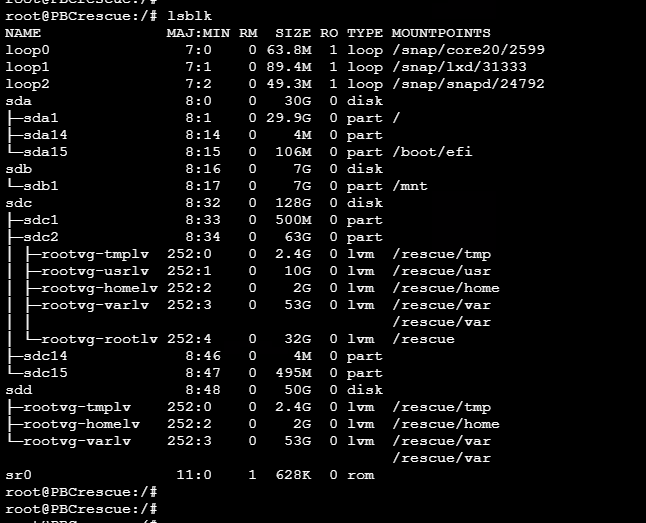 root@PBCrescue:/#
root@PBCrescue:/# lsblk
NAME              MAJ:MIN RM  SIZE RO TYPE MOUNTPOINTS
loop0               7:0    0 63.8M  1 loop /snap/core20/2599
loop1               7:1    0 89.4M  1 loop /snap/lxd/31333
loop2               7:2    0 49.3M  1 loop /snap/snapd/24792
sda                 8:0    0   30G  0 disk
├─sda1              8:1    0 29.9G  0 part /
├─sda14             8:14   0    4M  0 part
└─sda15             8:15   0  106M  0 part /boot/efi
sdb                 8:16   0    7G  0 disk
└─sdb1              8:17   0    7G  0 part /mnt
sdc                 8:32   0  128G  0 disk
├─sdc1              8:33   0  500M  0 part
├─sdc2              8:34   0   63G  0 part
│ ├─rootvg-tmplv  252:0    0  2.4G  0 lvm  /rescue/tmp
│ ├─rootvg-usrlv  252:1    0   10G  0 lvm  /rescue/usr
│ ├─rootvg-homelv 252:2    0    2G  0 lvm  /rescue/home
│ ├─rootvg-varlv  252:3    0   53G  0 lvm  /rescue/var
│ │                                        /rescue/var
│ └─rootvg-rootlv 252:4    0   32G  0 lvm  /rescue
├─sdc14             8:46   0    4M  0 part
└─sdc15             8:47   0  495M  0 part
sdd                 8:48   0   50G  0 disk
├─rootvg-tmplv    252:0    0  2.4G  0 lvm  /rescue/tmp
├─rootvg-homelv   252:2    0    2G  0 lvm  /rescue/home
└─rootvg-varlv    252:3    0   53G  0 lvm  /rescue/var
                                           /rescue/var
sr0                11:0    1  628K  0 rom
root@PBCrescue:/#
root@PBCrescue:/#
root@PBCrescue:/#